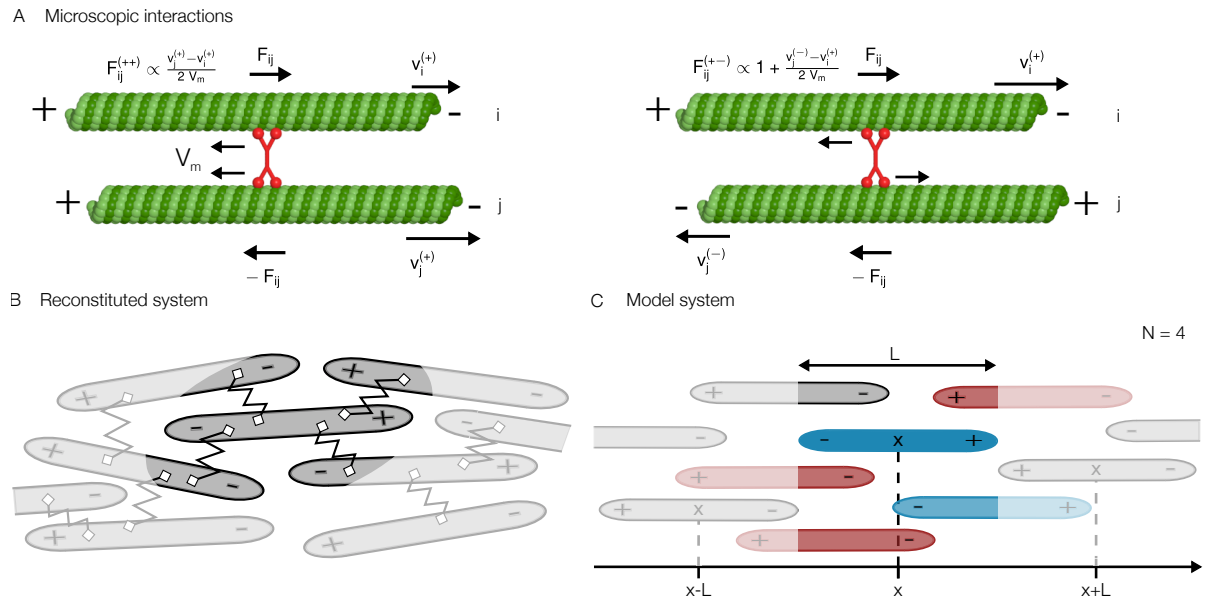 A Microscopic interactions
F_ij^(++) ∝ (v_j^(+) − v_i^(+)) / (2 V_m)
F_ij
v_i^(+)
+ - i
V_m
+ - j
− F_ij
v_j^(+)
F_ij^(+−) ∝ 1 + (v_j^(−) − v_i^(+)) / (2 V_m)
F_ij
v_i^(+)
+ - i
- + j
v_j^(−)
− F_ij
B Reconstituted system
+ -
+ -
- +
- +
+ -
- +
-
+ -
- +
C Model system
N = 4
L
+ -
+ -
-
- x +
-
+ -
+ x -
+ x -
- +
+ -
x-L x x+L